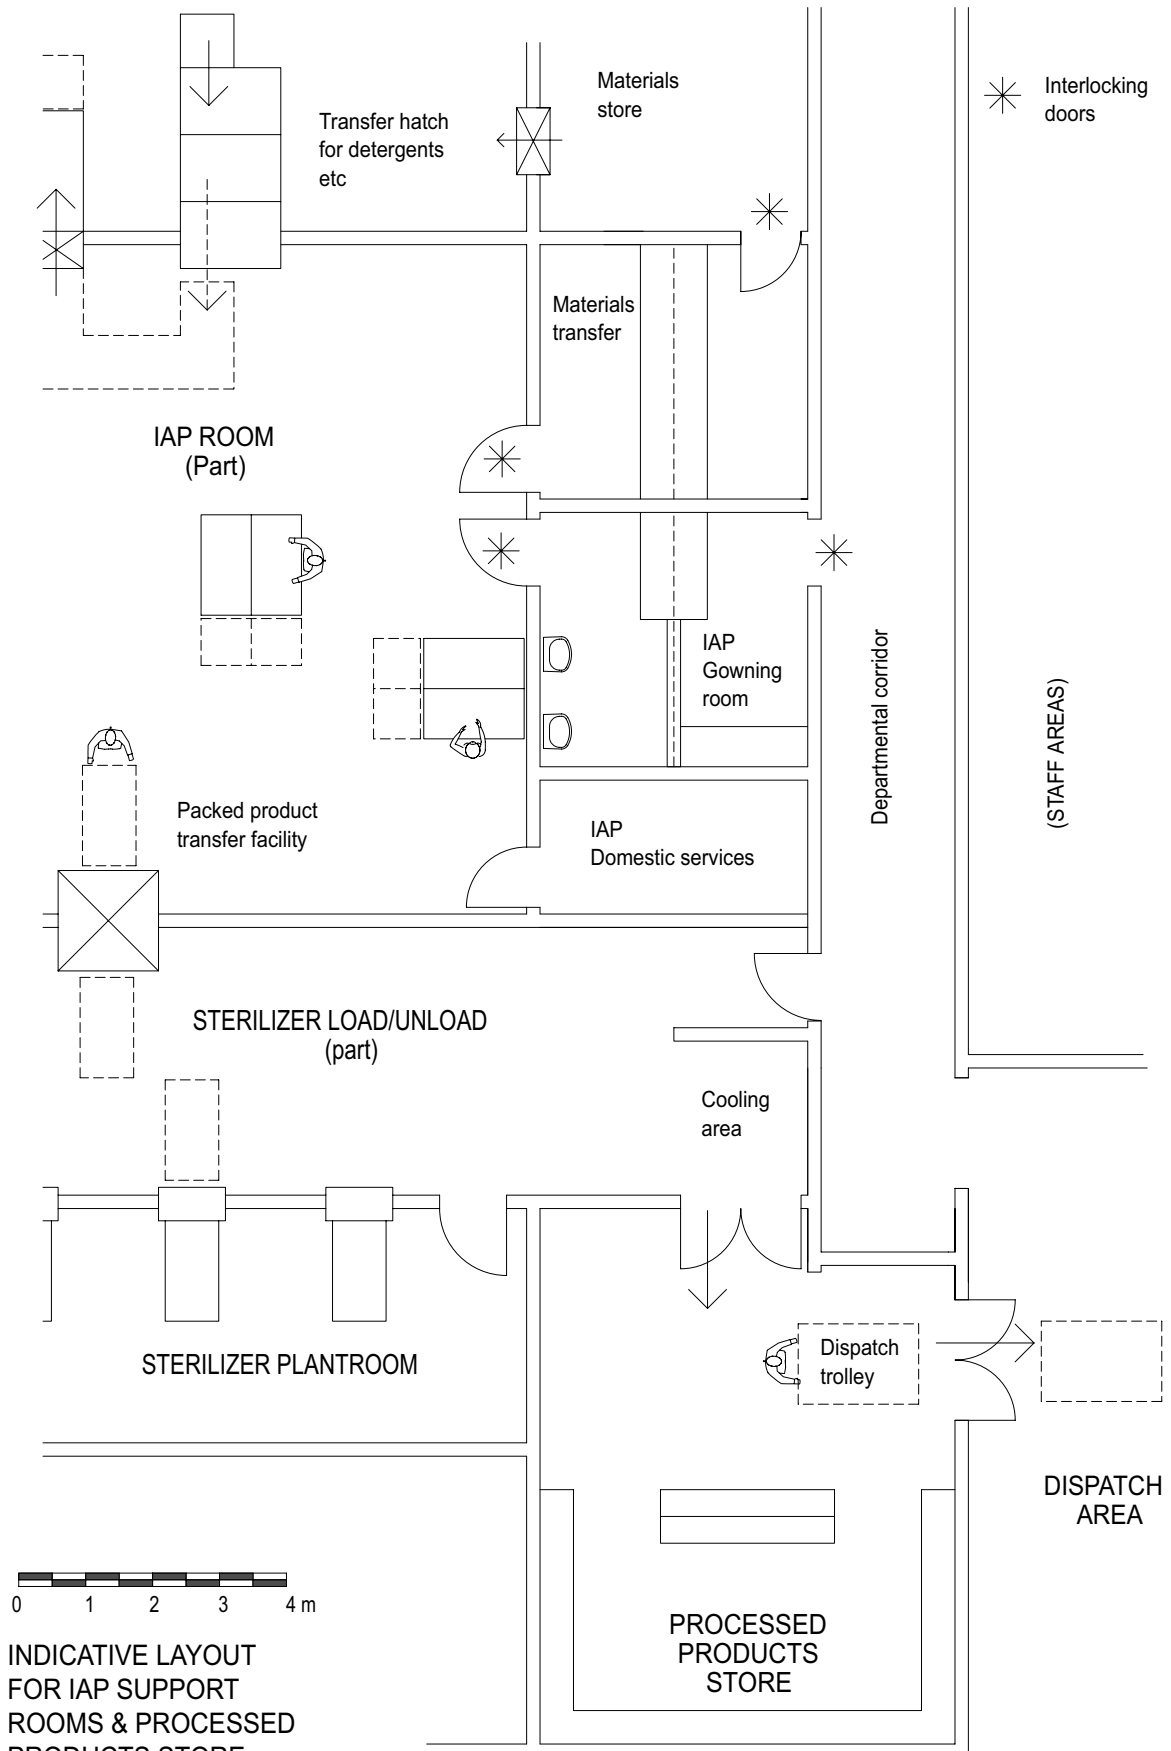 Materials
store
Interlocking
doors
Transfer hatch
for detergents
etc
Materials
transfer
IAP ROOM
(Part)
IAP
Gowning
room
Departmental corridor
(STAFF AREAS)
Packed product
transfer facility
IAP
Domestic services
STERILIZER LOAD/UNLOAD
(part)
Cooling
area
STERILIZER PLANTROOM
Dispatch
trolley
DISPATCH
AREA
0 1 2 3 4 m
PROCESSED
PRODUCTS
STORE
INDICATIVE LAYOUT
FOR IAP SUPPORT
ROOMS & PROCESSED
PRODUCTS STORE